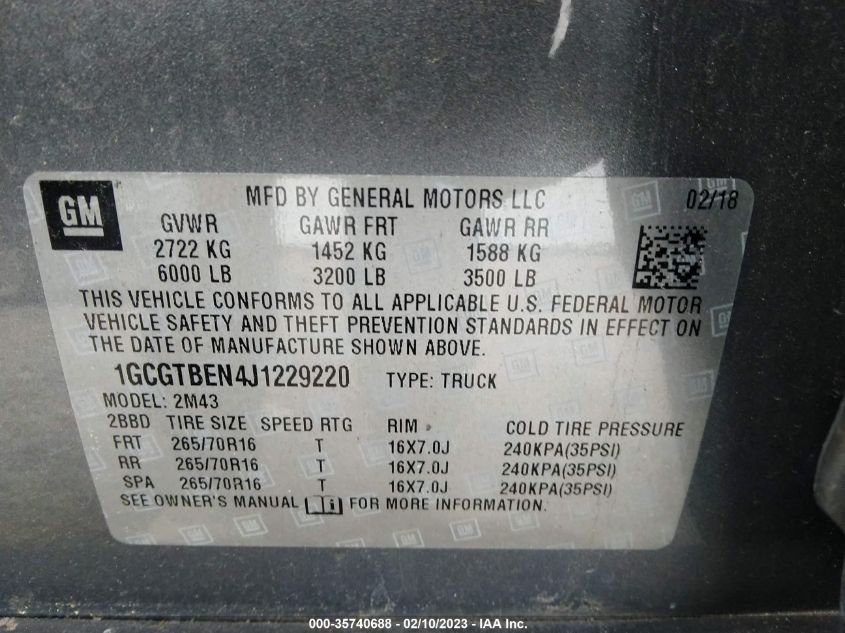 GM
MFD BY GENERAL MOTORS LLC 02/18
GVWR GAWR FRT GAWR RR
2722 KG 1452 KG 1588 KG
6000 LB 3200 LB 3500 LB
THIS VEHICLE CONFORMS TO ALL APPLICABLE U.S. FEDERAL MOTOR
VEHICLE SAFETY AND THEFT PREVENTION STANDARDS IN EFFECT ON
THE DATE OF MANUFACTURE SHOWN ABOVE.
1GCGTBEN4J1229220 TYPE: TRUCK
MODEL: 2M43
2BBD TIRE SIZE SPEED RTG RIM COLD TIRE PRESSURE
FRT 265/70R16 T 16X7.0J 240KPA(35PSI)
RR 265/70R16 T 16X7.0J 240KPA(35PSI)
SPA 265/70R16 T 16X7.0J 240KPA(35PSI)
SEE OWNER'S MANUAL i FOR MORE INFORMATION.
000-35740688 - 02/10/2023 - IAA Inc.